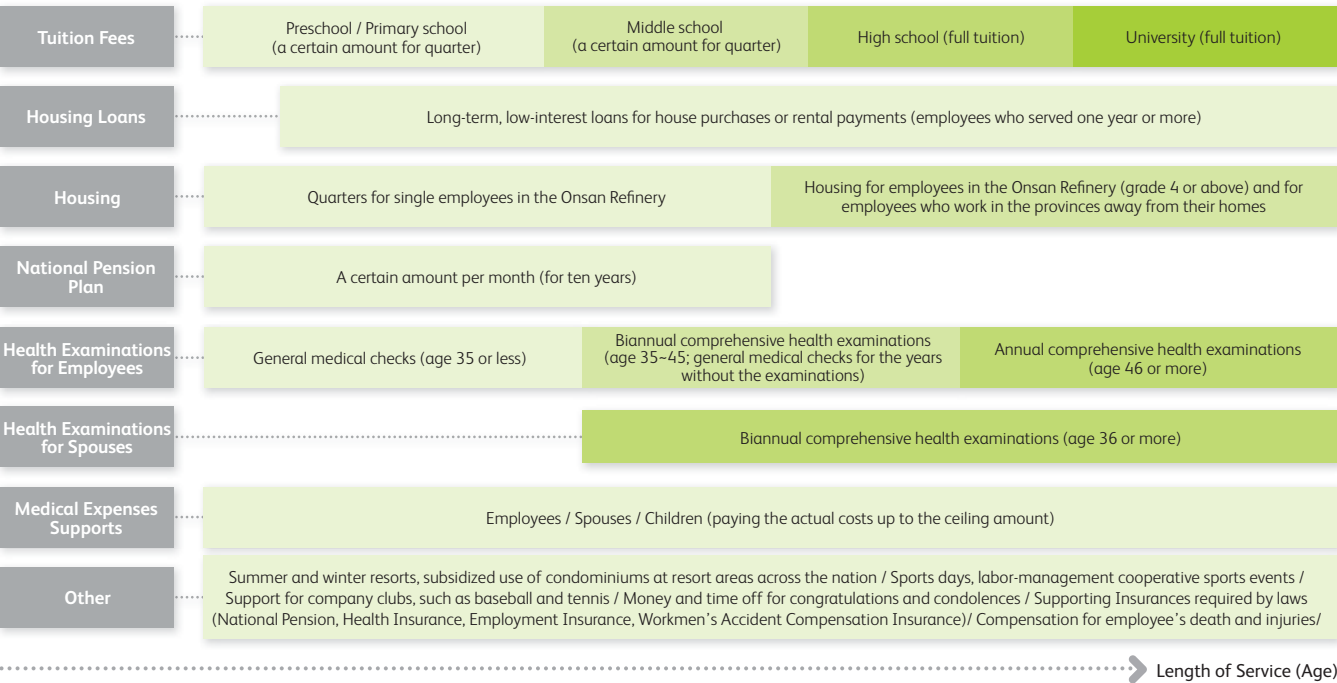 Tuition Fees
Preschool / Primary school
(a certain amount for quarter)
Middle school
(a certain amount for quarter)
High school (full tuition)
University (full tuition)
Housing Loans
Long-term, low-interest loans for house purchases or rental payments (employees who served one year or more)
Housing
Quarters for single employees in the Onsan Refinery
Housing for employees in the Onsan Refinery (grade 4 or above) and for
employees who work in the provinces away from their homes
National Pension
Plan
A certain amount per month (for ten years)
Health Examinations
for Employees
General medical checks (age 35 or less)
Biannual comprehensive health examinations
(age 35~45; general medical checks for the years
without the examinations)
Annual comprehensive health examinations
(age 46 or more)
Health Examinations
for Spouses
Biannual comprehensive health examinations (age 36 or more)
Medical Expenses
Supports
Employees / Spouses / Children (paying the actual costs up to the ceiling amount)
Other
Summer and winter resorts, subsidized use of condominiums at resort areas across the nation / Sports days, labor-management cooperative sports events /
Support for company clubs, such as baseball and tennis / Money and time off for congratulations and condolences / Supporting Insurances required by laws
(National Pension, Health Insurance, Employment Insurance, Workmen's Accident Compensation Insurance)/ Compensation for employee's death and injuries/
Length of Service (Age)